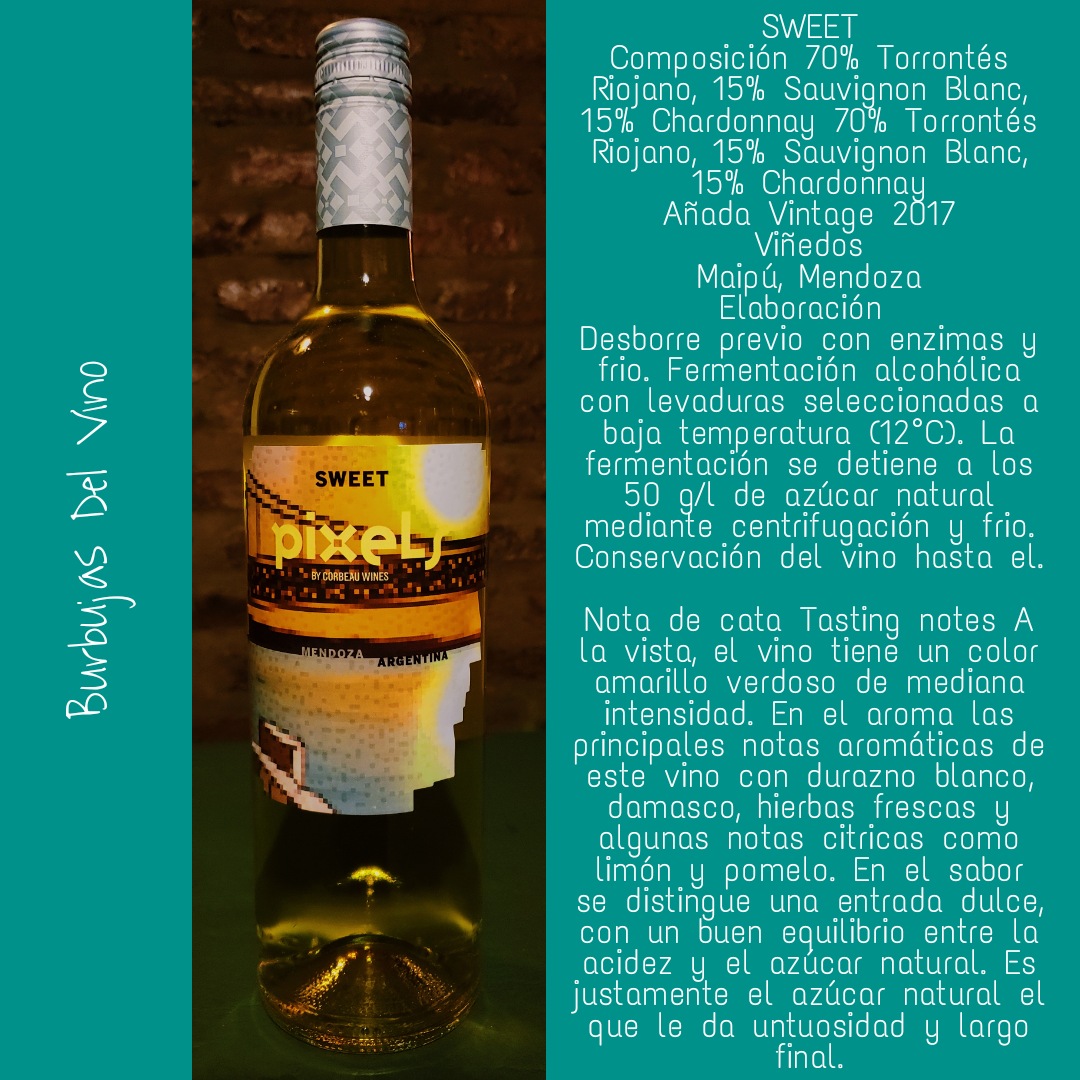 Burbujas Del Vino
SWEET
pixels
BY CORBEAU WINES
MENDOZA ARGENTINA
SWEET
Composición 70% Torrontés
Riojano, 15% Sauvignon Blanc,
15% Chardonnay 70% Torrontés
Riojano, 15% Sauvignon Blanc,
15% Chardonnay
Añada Vintage 2017
Viñedos
Maipú, Mendoza
Elaboración
Desborre previo con enzimas y
frio. Fermentación alcohólica
con levaduras seleccionadas a
baja temperatura (12°C). La
fermentación se detiene a los
50 g/l de azúcar natural
mediante centrifugación y frio.
Conservación del vino hasta el.
Nota de cata Tasting notes A
la vista, el vino tiene un color
amarillo verdoso de mediana
intensidad. En el aroma las
principales notas aromáticas de
este vino con durazno blanco,
damasco, hierbas frescas y
algunas notas citricas como
limón y pomelo. En el sabor
se distingue una entrada dulce,
con un buen equilibrio entre la
acidez y el azúcar natural. Es
justamente el azúcar natural el
que le da untuosidad y largo
final.